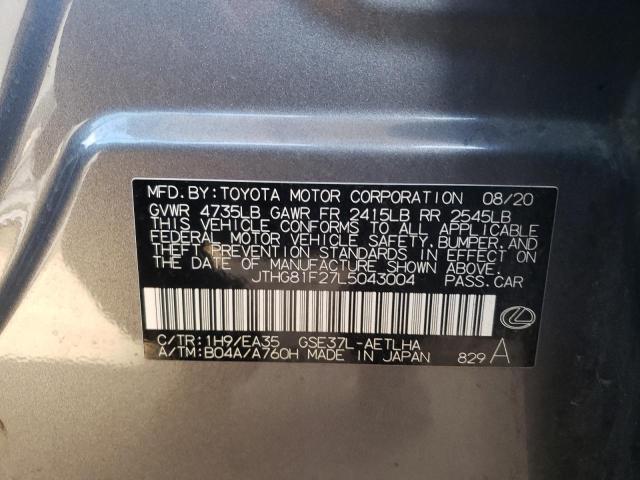 MFD. BY: TOYOTA MOTOR CORPORATION 08/20
GVWR 4735LB GAWR FR 2415LB RR 2545LB
THIS VEHICLE CONFORMS TO ALL APPLICABLE
FEDERAL MOTOR VEHICLE SAFETY, BUMPER, AND
THEFT PREVENTION STANDARDS IN EFFECT ON
THE DATE OF MANUFACTURE SHOWN ABOVE.
JTHG81F27L5043004 PASS. CAR
C/TR: 1H9/EA35 GSE37L-AETLHA
A/TM: B04A/A760H MADE IN JAPAN 829 A